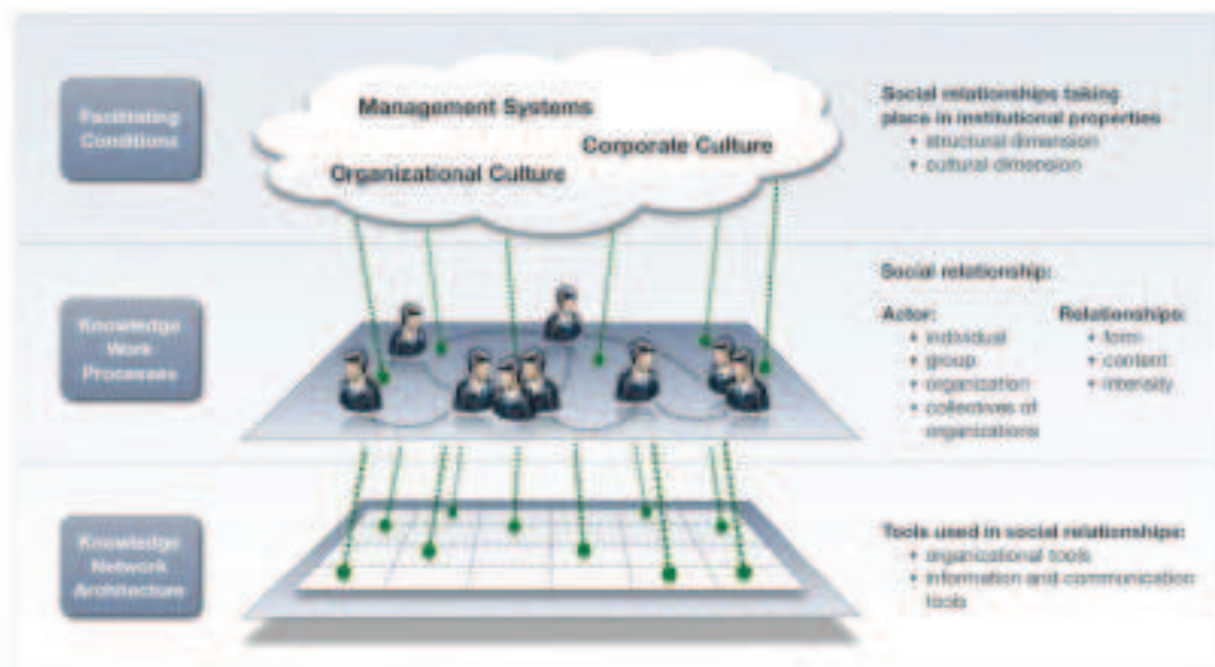 Facilitating
Conditions
Management Systems
Corporate Culture
Organizational Culture
Social relationships taking
place in institutional properties
• structural dimension
• cultural dimension
Knowledge
Work
Processes
Social relationship:
Actor:
• individual
• group
• organization
• collectives of
organizations
Relationships:
• form
• content
• intensity
Knowledge
Network
Architecture
Tools used in social relationships:
• organizational tools
• information and communication
tools